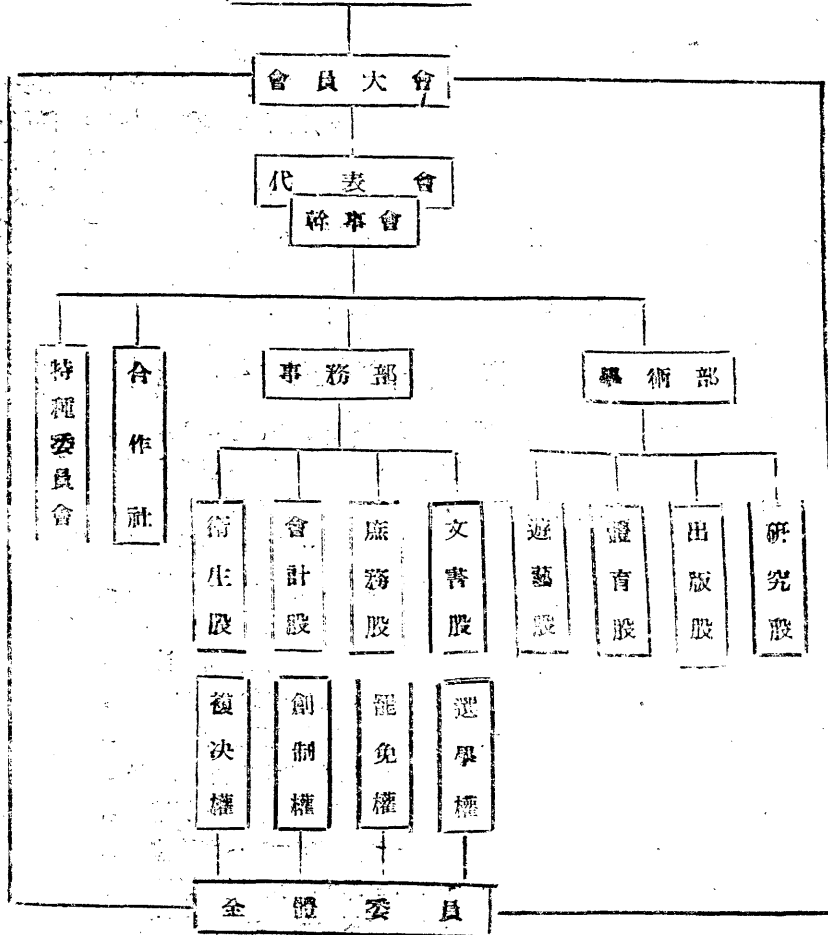 會員大會
代表會
幹事會
特種委員會
合作社
事務部
學術部
衛生股
會計股
庶務股
文書股
遊藝股
體育股
出版股
研究股
複決權
創制權
罷免權
選舉權
全體委員